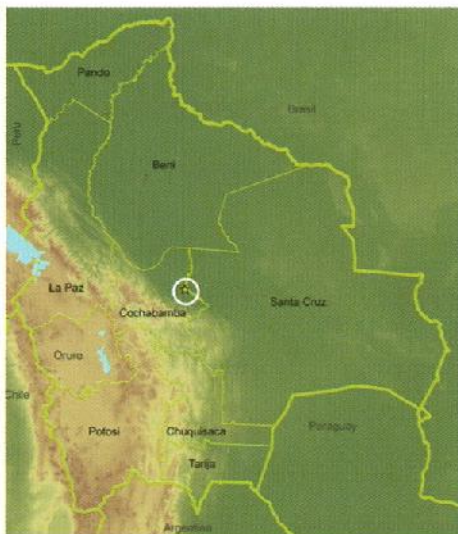 Pando
Brasil
Peru
Beni
La Paz
Santa Cruz
Cochabamba
Oruro
Chile
Potosi
Chuquisaca
Paraguay
Tarija
Argentina